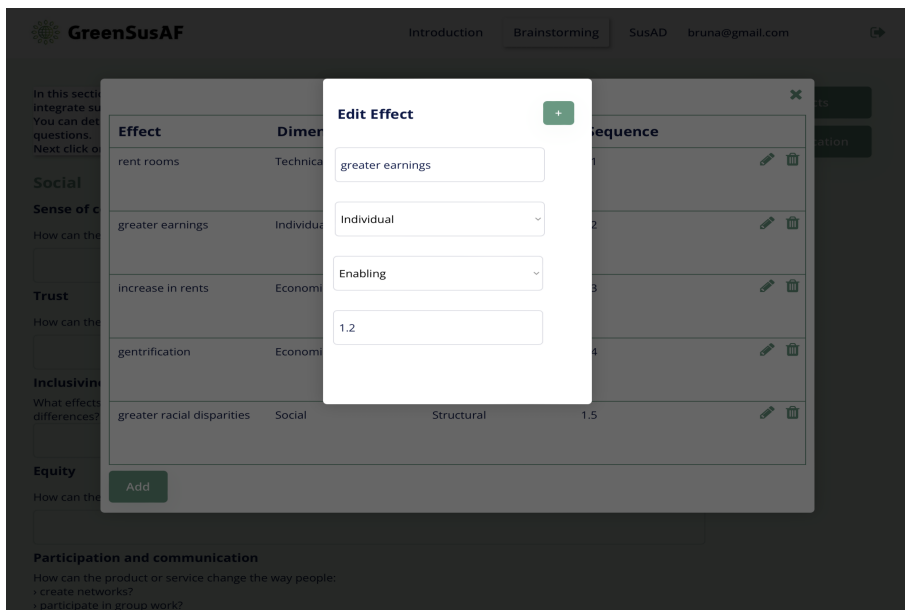 GreenSusAF
Introduction Brainstorming SusAD bruna@gmail.com
In this secti
integrate su
You can det
questions.
Next click o
Edit Effect
+
Effect Dimen Sequence
greater earnings
Individual
Enabling
1.2
rent rooms Technica 1
greater earnings Individua 2
increase in rents Economi 3
gentrification Economi 4
greater racial disparities Social Structural 1.5
Add
cts
tation
Social
Sense of c
How can the
Trust
How can the
Inclusivin
What effects
differences?
Equity
How can the
Participation and communication
How can the product or service change the way people:
› create networks?
› participate in group work?